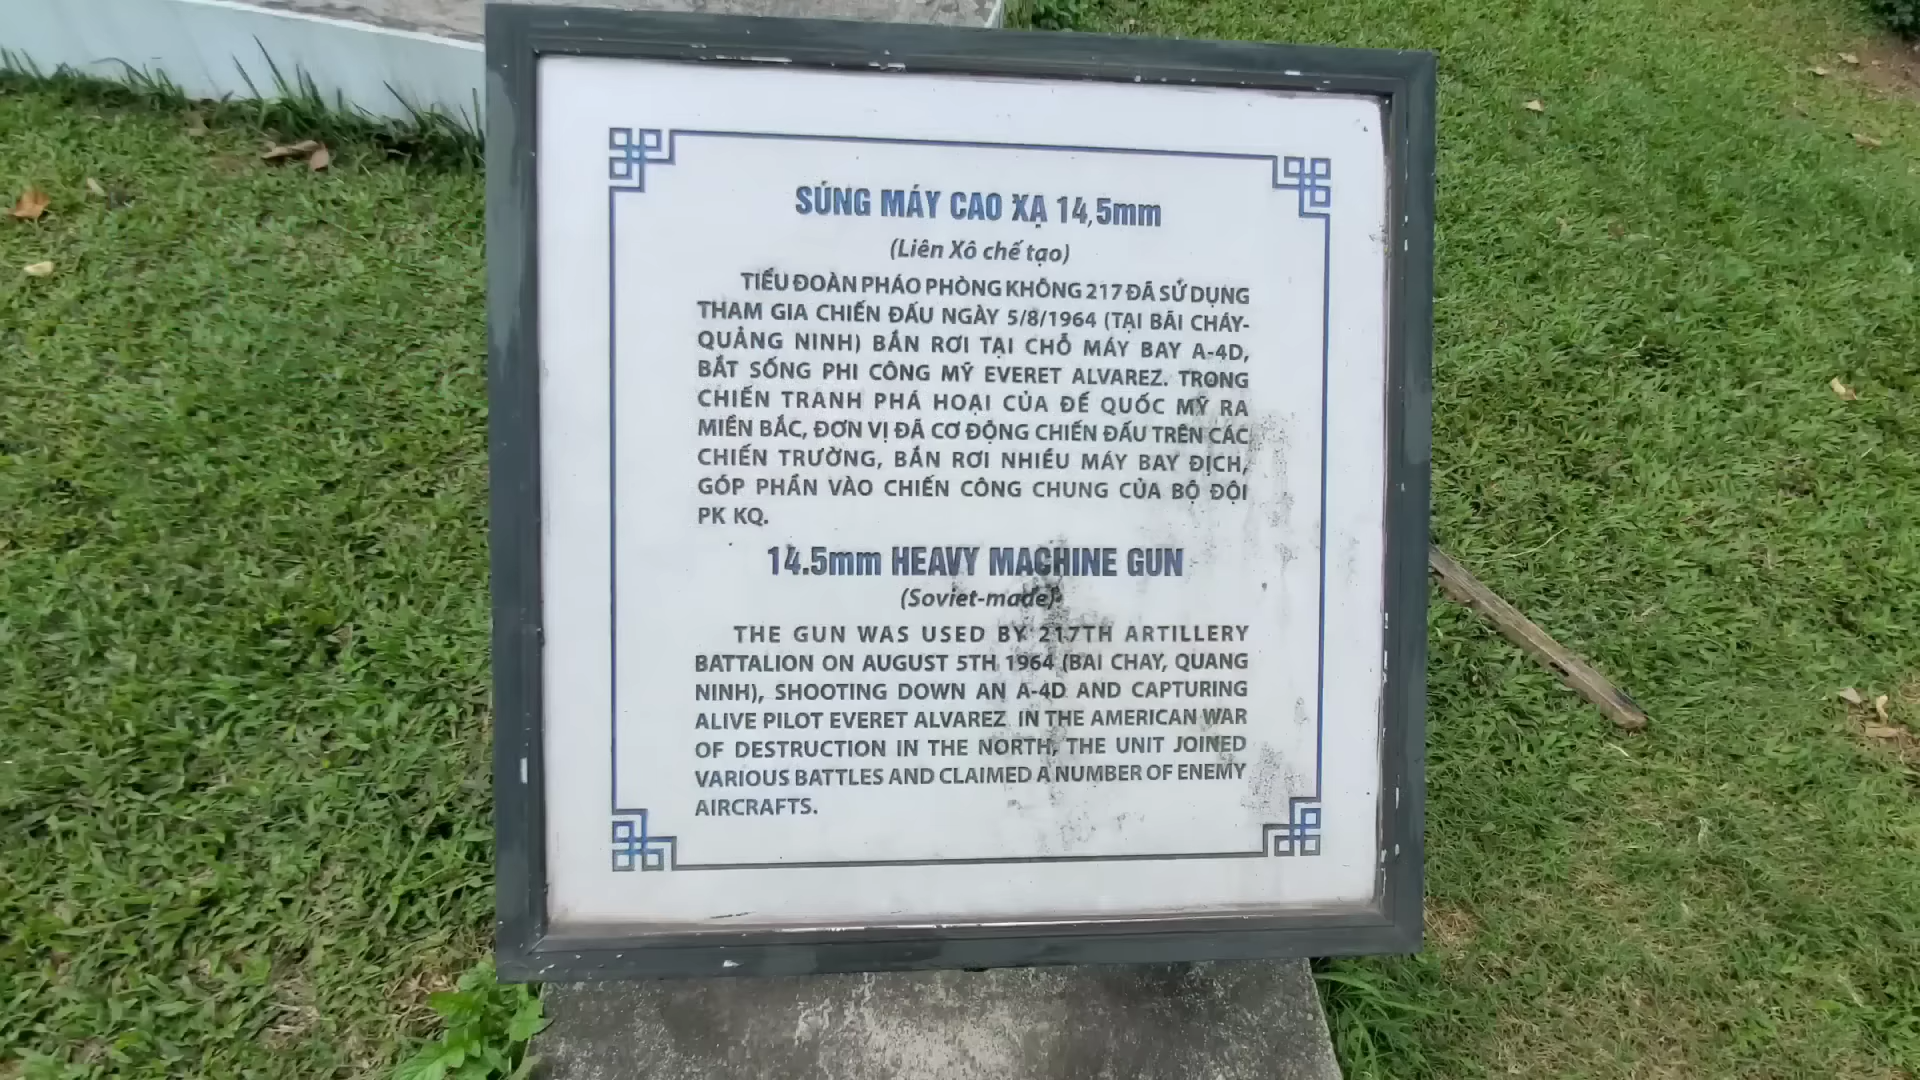 SÚNG MÁY CAO XẠ 14,5mm
(Liên Xô chế tạo)
TIỂU ĐOÀN PHÁO PHÒNG KHÔNG 217 ĐÃ SỬ DỤNG
THAM GIA CHIẾN ĐẤU NGÀY 5/8/1964 (TẠI BÃI CHÁY-
QUẢNG NINH) BẮN RƠI TẠI CHỖ MÁY BAY A-4D,
BẮT SỐNG PHI CÔNG MỸ EVERET ALVAREZ. TRONG
CHIẾN TRANH PHÁ HOẠI CỦA ĐẾ QUỐC MỸ RA
MIỀN BẮC, ĐƠN VỊ ĐÃ CƠ ĐỘNG CHIẾN ĐẤU TRÊN CÁC
CHIẾN TRƯỜNG, BẮN RƠI NHIỀU MÁY BAY ĐỊCH,
GÓP PHẦN VÀO CHIẾN CÔNG CHUNG CỦA BỘ ĐỘI
PK KQ.
14.5mm HEAVY MACHINE GUN
(Soviet-made)
THE GUN WAS USED BY 217TH ARTILLERY
BATTALION ON AUGUST 5TH 1964 (BAI CHAY, QUANG
NINH), SHOOTING DOWN AN A-4D AND CAPTURING
ALIVE PILOT EVERET ALVAREZ IN THE AMERICAN WAR
OF DESTRUCTION IN THE NORTH, THE UNIT JOINED
VARIOUS BATTLES AND CLAIMED A NUMBER OF ENEMY
AIRCRAFTS.